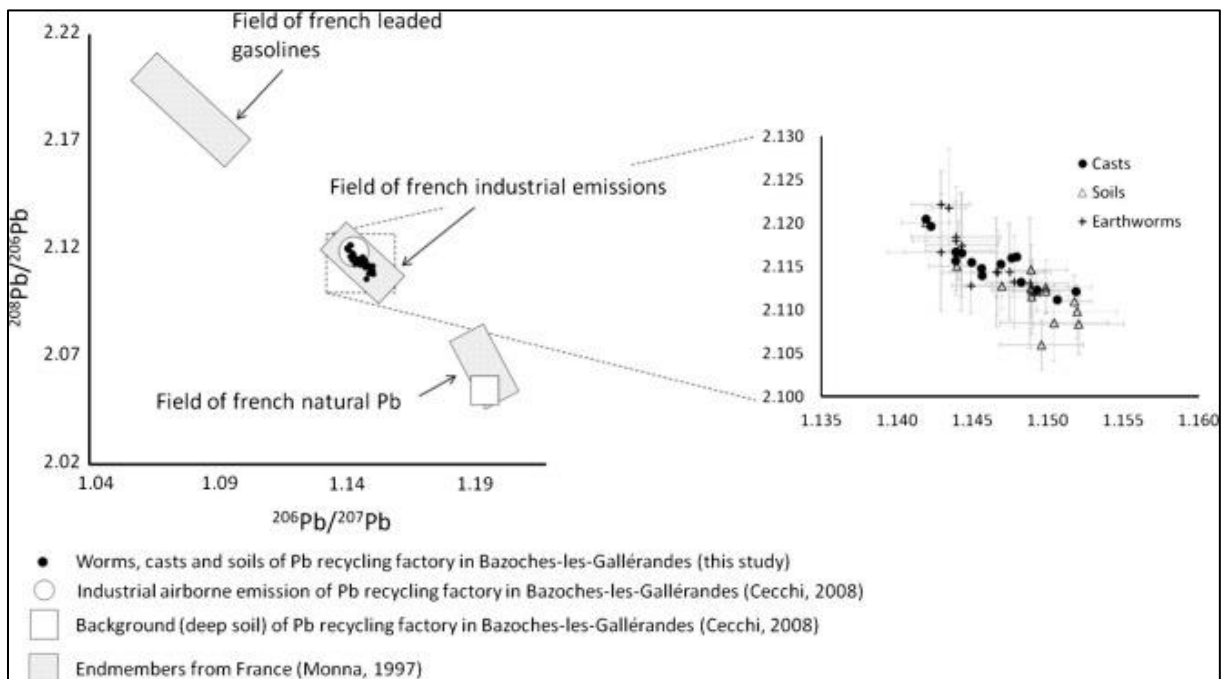 Field of french leaded
gasolines
2.22
2.17
2.12
2.07
2.02
²⁰⁸Pb/²⁰⁶Pb
1.04 1.09 1.14 1.19
²⁰⁶Pb/²⁰⁷Pb
Field of french industrial emissions
Field of french natural Pb
2.130
2.125
2.120
2.115
2.110
2.105
2.100
1.135 1.140 1.145 1.150 1.155 1.160
Casts
Soils
Earthworms
Worms, casts and soils of Pb recycling factory in Bazoches-les-Gallérandes (this study)
Industrial airborne emission of Pb recycling factory in Bazoches-les-Gallérandes (Cecchi, 2008)
Background (deep soil) of Pb recycling factory in Bazoches-les-Gallérandes (Cecchi, 2008)
Endmembers from France (Monna, 1997)